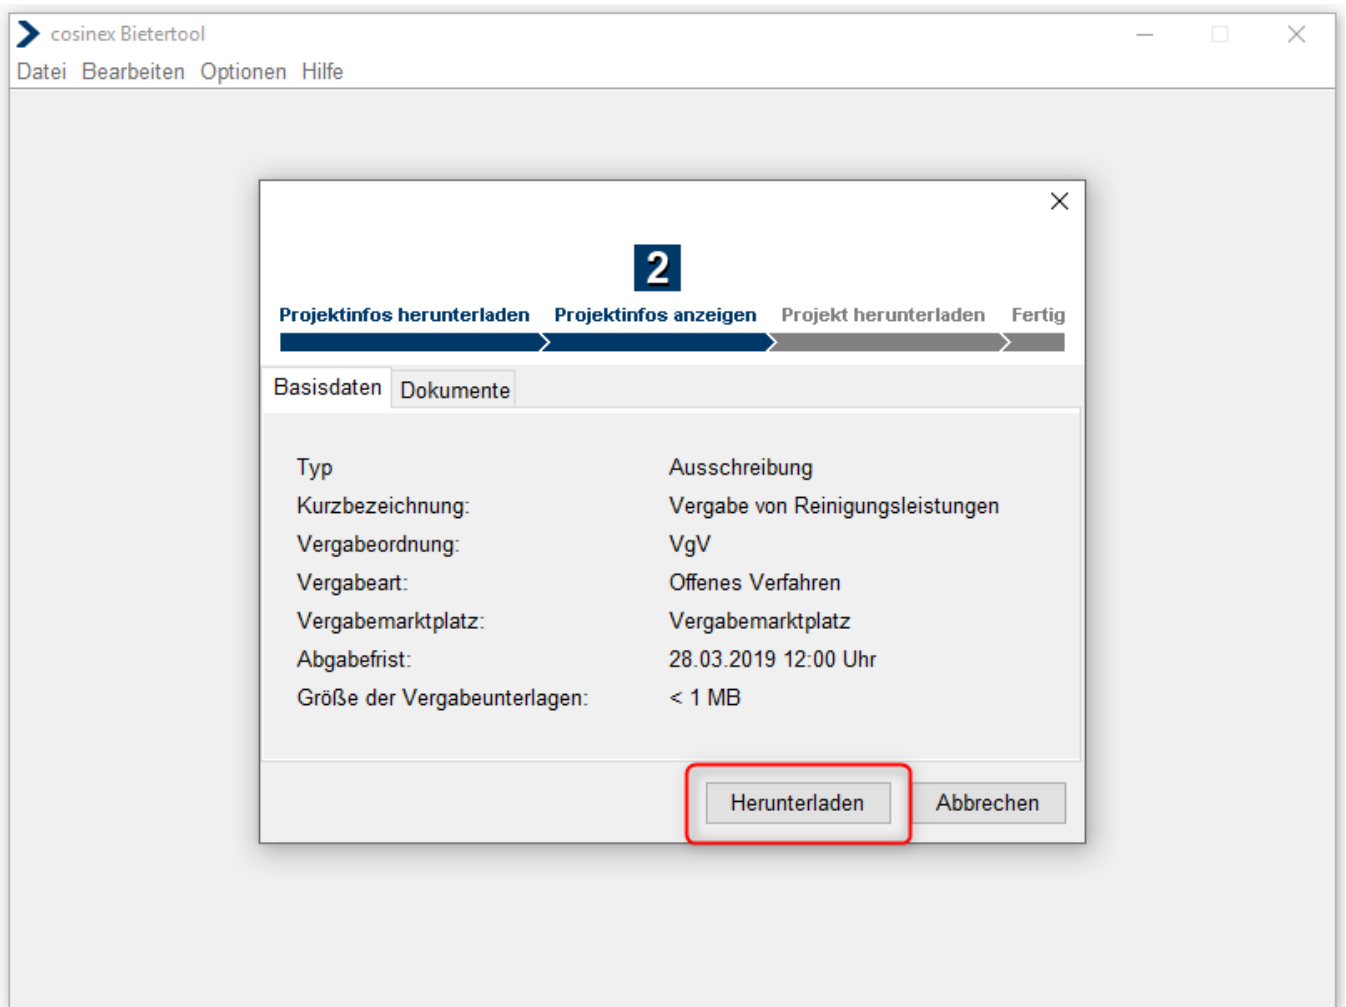 cosinex Bietertool
Datei Bearbeiten Optionen Hilfe
2
Projektinfos herunterladen Projektinfos anzeigen Projekt herunterladen Fertig
Basisdaten Dokumente
Typ Ausschreibung
Kurzbezeichnung: Vergabe von Reinigungsleistungen
Vergabeordnung: VgV
Vergabeart: Offenes Verfahren
Vergabemarktplatz: Vergabemarktplatz
Abgabefrist: 28.03.2019 12:00 Uhr
Größe der Vergabeunterlagen: < 1 MB
Herunterladen Abbrechen